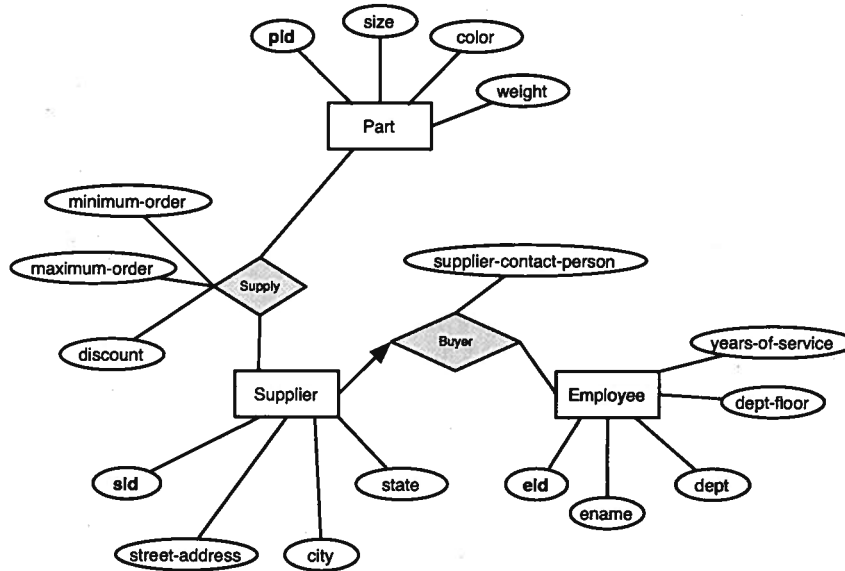 size
pid
color
weight
Part
minimum-order
supplier-contact-person
maximum-order
Supply
Buyer
years-of-service
discount
Supplier
Employee
dept-floor
sid
state
eid
dept
ename
street-address
city